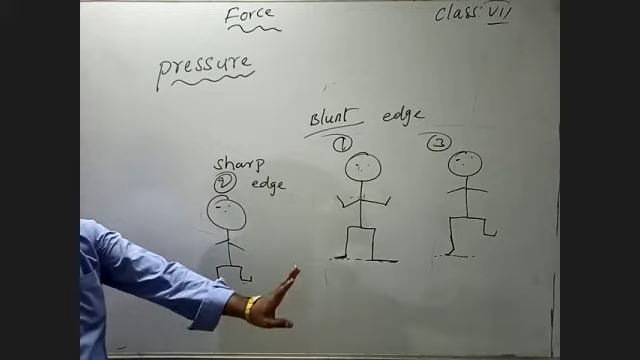 Force
Class VII
pressure
Blunt edge
① ③
sharp
② edge